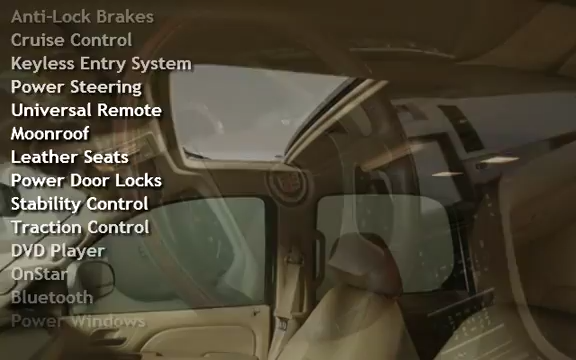 Anti-Lock Brakes
Cruise Control
Keyless Entry System
Power Steering
Universal Remote
Moonroof
Leather Seats
Power Door Locks
Stability Control
Traction Control
DVD Player
OnStar
Bluetooth
Power Windows